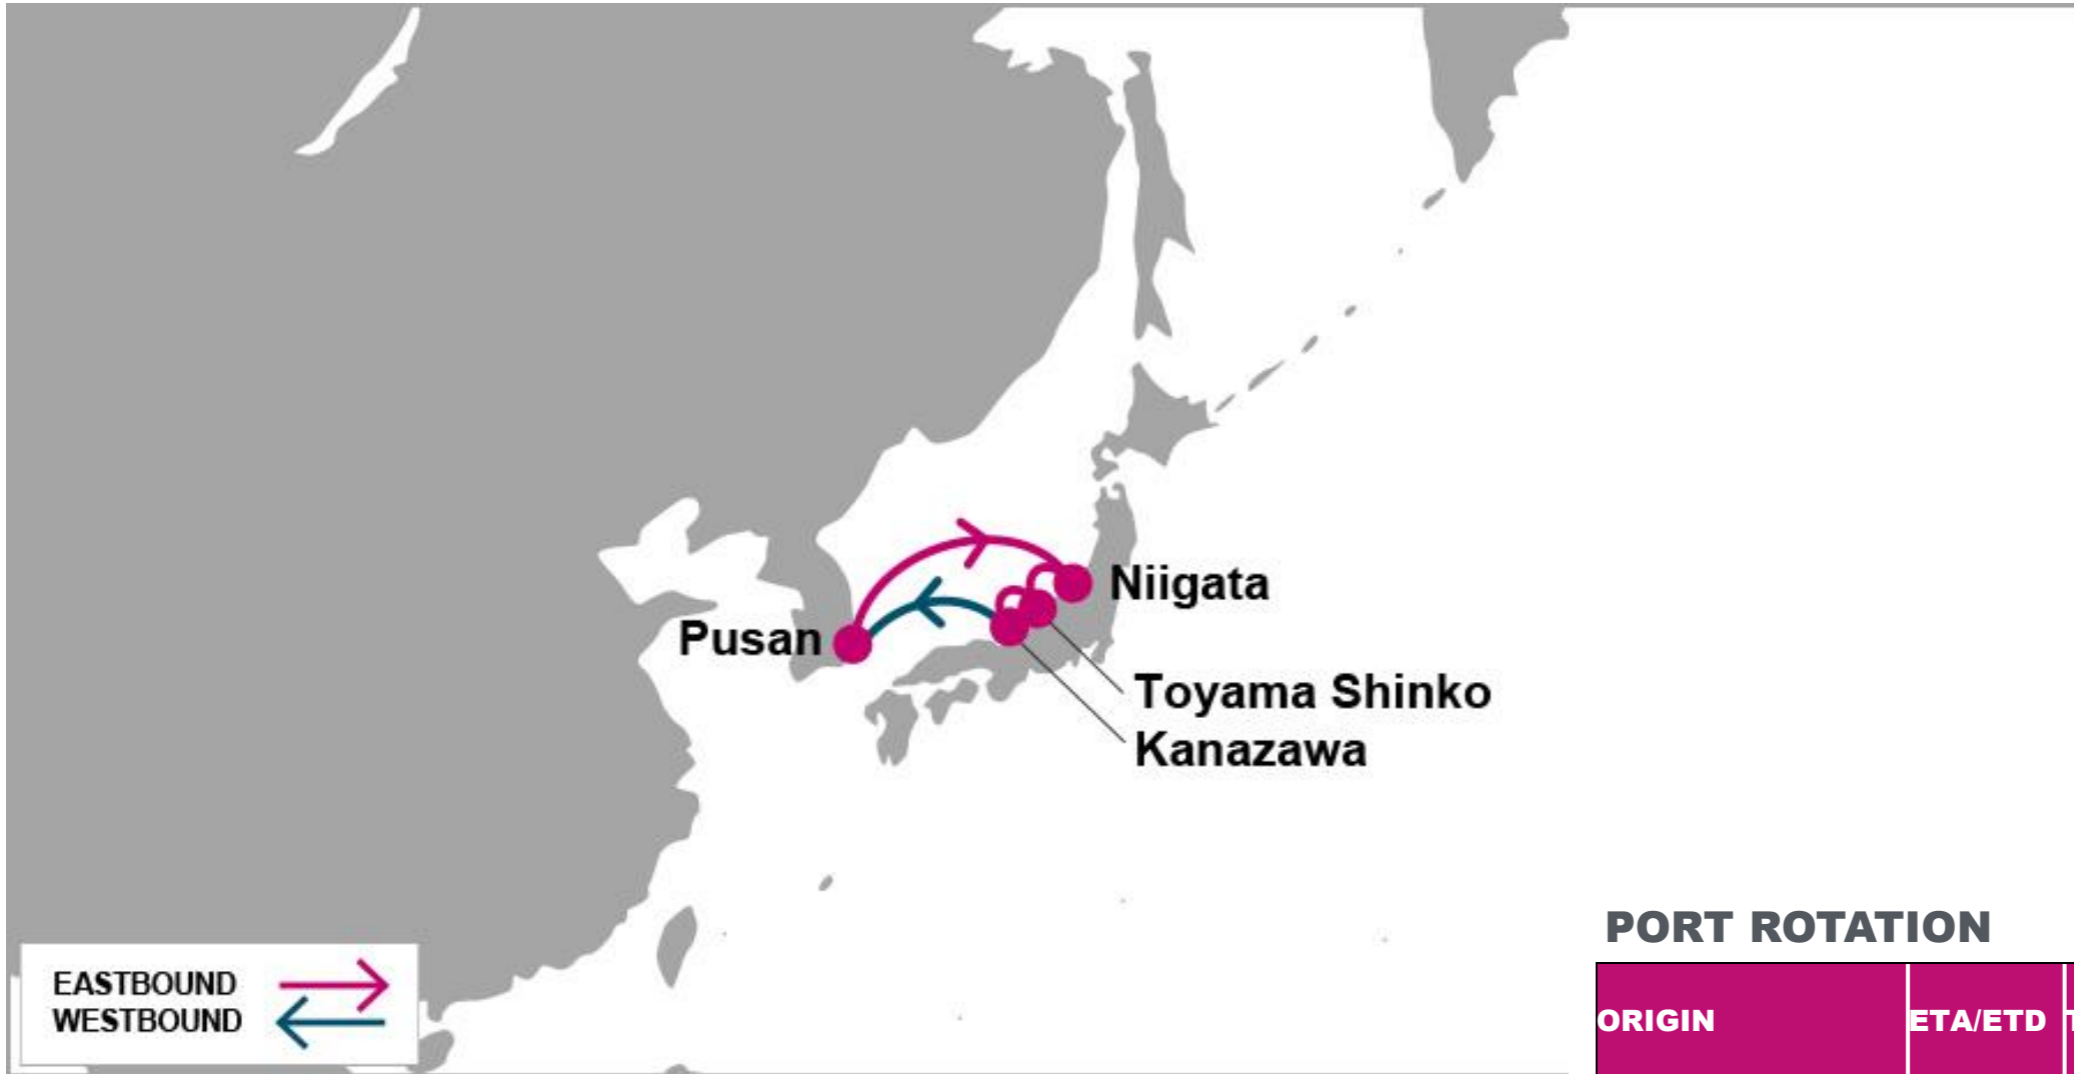 Niigata
Pusan
Toyama Shinko
Kanazawa
PORT ROTATION
EASTBOUND
WESTBOUND
ORIGIN
ETA/ETD